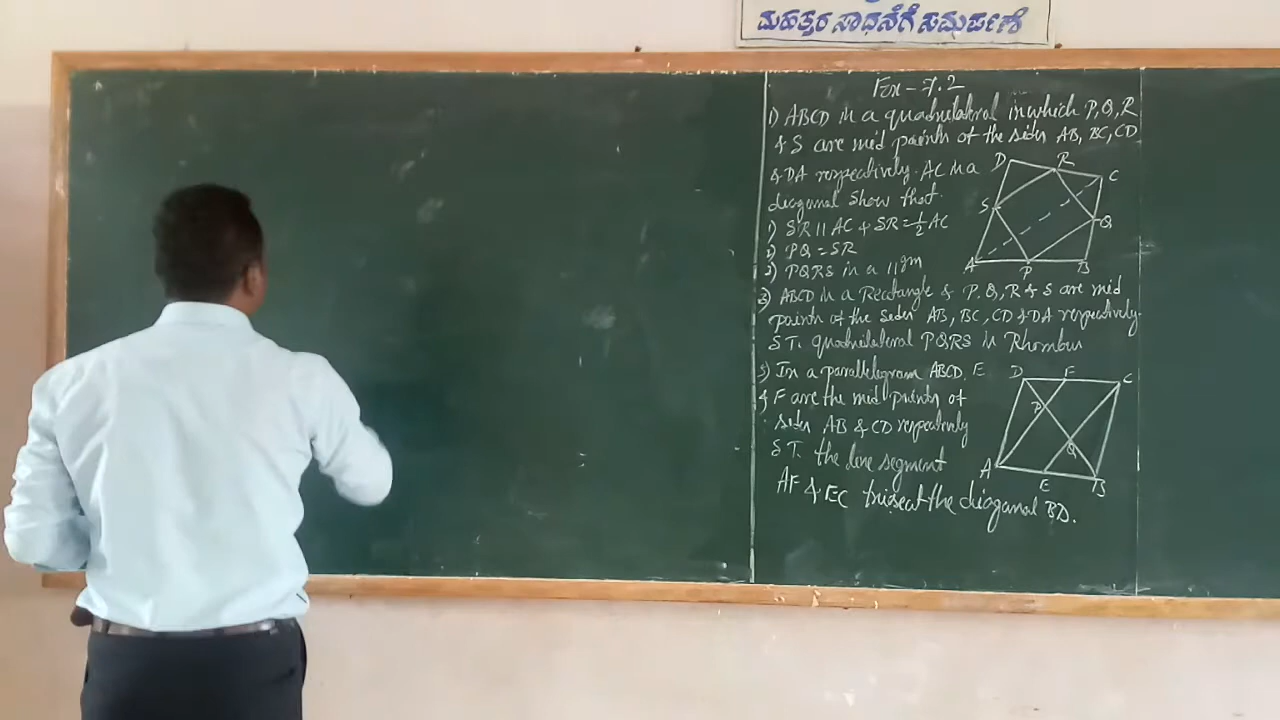 ಮಹತ್ತರ ಸಾಧನೆಗೆ ಸಮರ್ಪಣೆ
Ex - 7.2
1) ABCD is a quadrilateral in which P, Q, R
& S are mid points of the sides AB, BC, CD
& DA respectively. AC is a
diagonal Show that.
1) SR || AC & SR = 1/2 AC
2) PQ = SR
3) PQRS is a ||gm
D R C S Q A P B
2) ABCD is a Rectangle & P, Q, R & S are mid
points of the sides AB, BC, CD & DA respectively.
S T. quadrilateral PQRS is Rhombus
3) In a parallelogram ABCD, E
& F are the mid points of
sides AB & CD respectively
S T. the line segment
AF & EC trisect the diagonal BD.
D F C P Q A E B